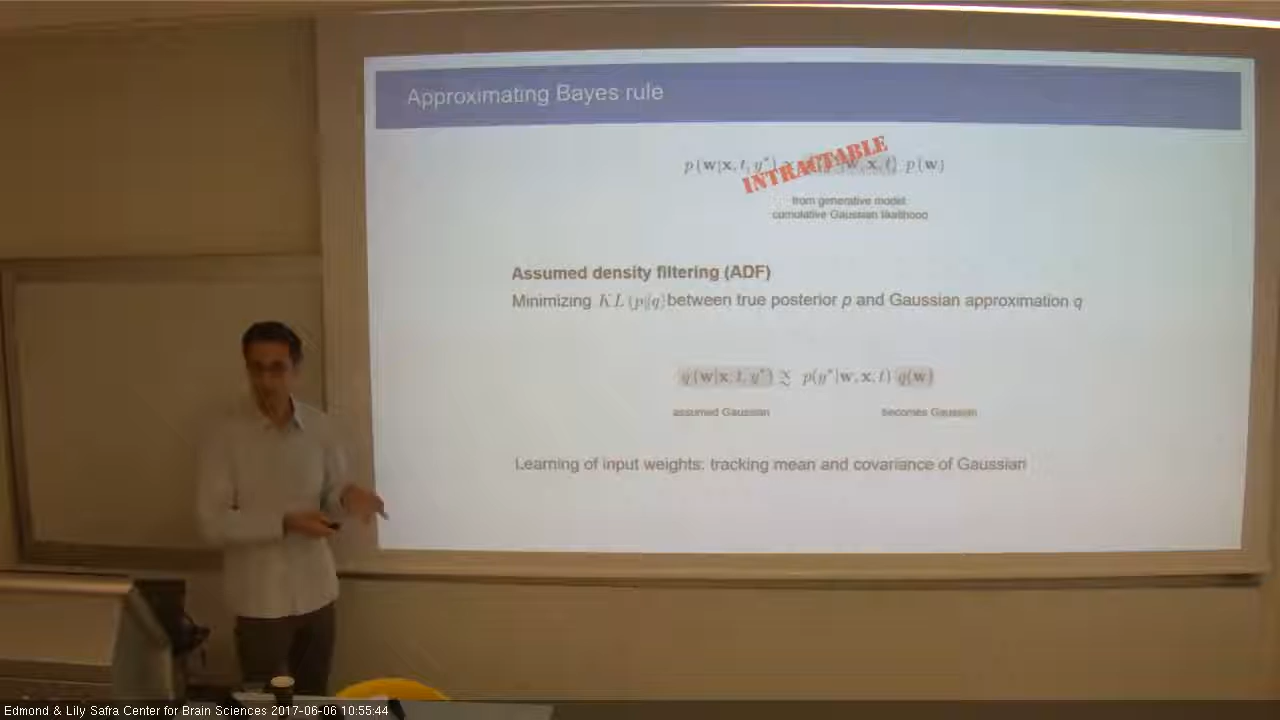 Approximating Bayes rule
p(w|x, t, y*) ∝ INTRACTABLE w, x, t) p(w)
from generative model
cumulative Gaussian likelihood
Assumed density filtering (ADF)
Minimizing KL(p||q) between true posterior p and Gaussian approximation q
q(w|x, t, y*) ∝ p(y*|w, x, t) q(w)
assumed Gaussian becomes Gaussian
Learning of input weights: tracking mean and covariance of Gaussian
Edmond & Lily Safra Center for Brain Sciences 2017-06-06 10:55:44